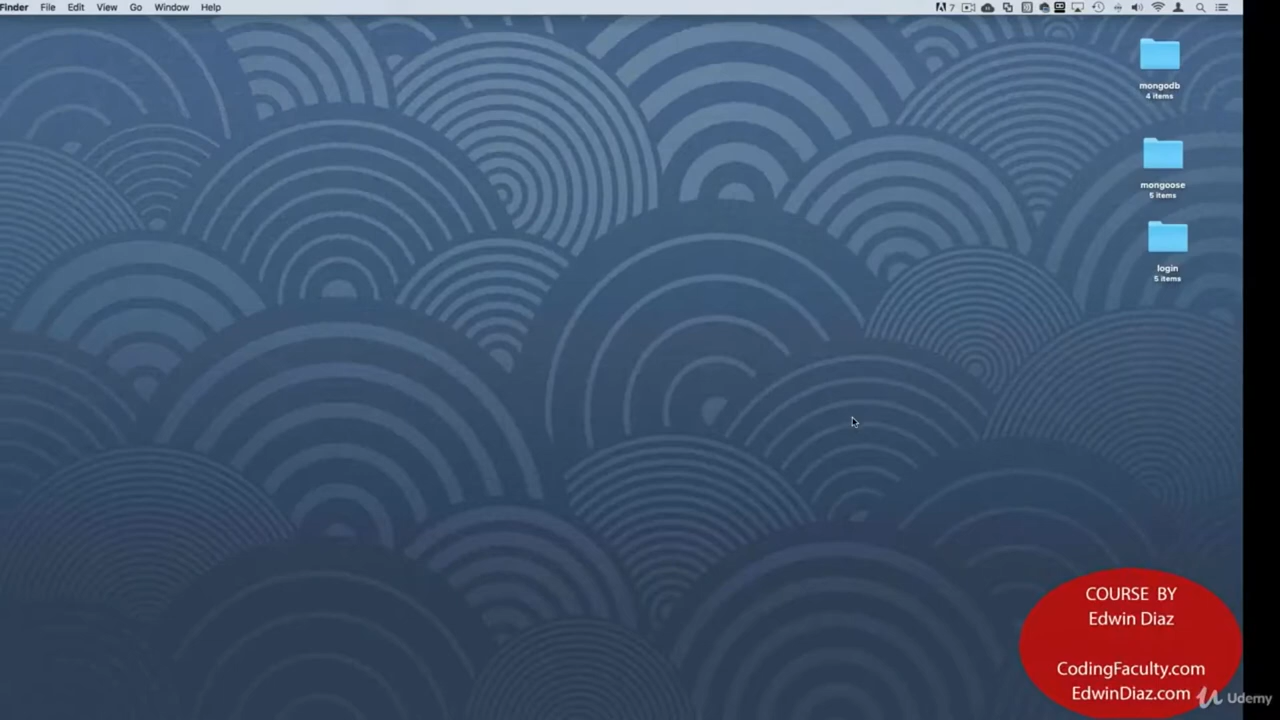 Finder File Edit View Go Window Help 7
mongodb
4 items
mongoose
5 items
login
5 items
COURSE BY
Edwin Diaz
CodingFaculty.com
EdwinDiaz.com
Udemy